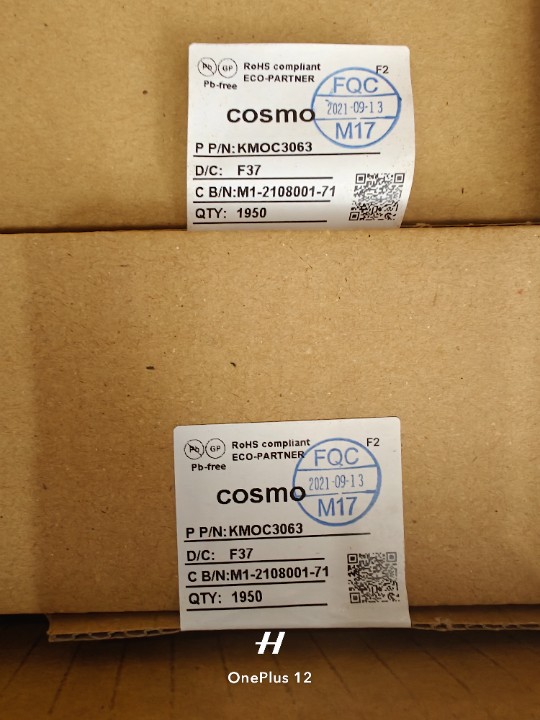 Pb GP RoHS compliant F2
Pb-free ECO-PARTNER
FQC
cosmo 2021-09-13
M17
P P/N:KMOC3063
D/C: F37
C B/N:M1-2108001-71
QTY: 1950
Pb GP RoHS compliant F2
Pb-free ECO-PARTNER
FQC
cosmo 2021-09-13
M17
P P/N:KMOC3063
D/C: F37
C B/N:M1-2108001-71
QTY: 1950
OnePlus 12